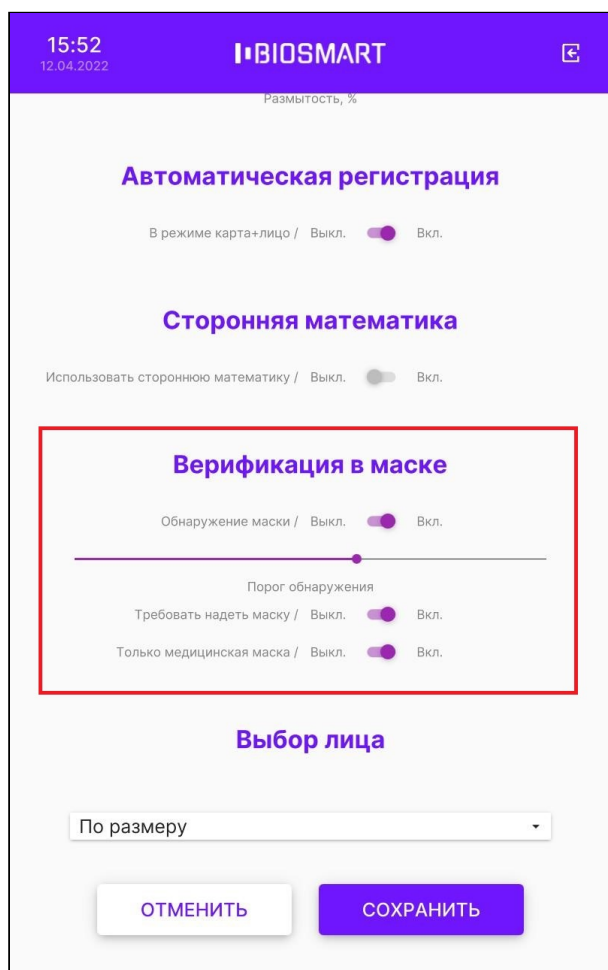 15:52
12.04.2022
BIOSMART
Размытость, %
Автоматическая регистрация
В режиме карта+лицо / Выкл. Вкл.
Сторонняя математика
Использовать стороннюю математику / Выкл. Вкл.
Верификация в маске
Обнаружение маски / Выкл. Вкл.
Порог обнаружения
Требовать надеть маску / Выкл. Вкл.
Только медицинская маска / Выкл. Вкл.
Выбор лица
По размеру
ОТМЕНИТЬ СОХРАНИТЬ